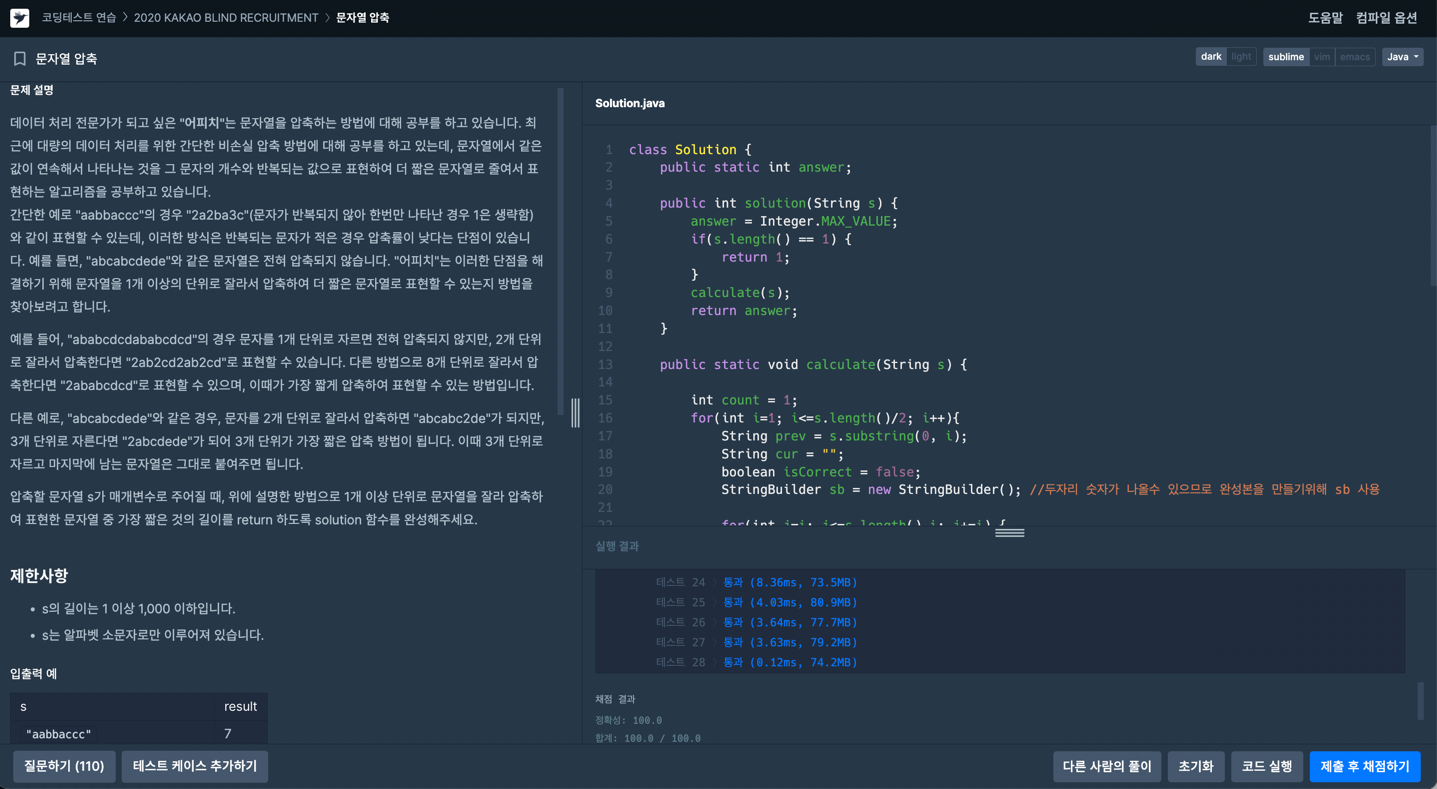 코딩테스트 연습 > 2020 KAKAO BLIND RECRUITMENT > 문자열 압축
도움말 컴파일 옵션
문자열 압축
dark light sublime vim emacs Java
문제 설명
데이터 처리 전문가가 되고 싶은 "어피치"는 문자열을 압축하는 방법에 대해 공부를 하고 있습니다. 최
근에 대량의 데이터 처리를 위한 간단한 비손실 압축 방법에 대해 공부를 하고 있는데, 문자열에서 같은
값이 연속해서 나타나는 것을 그 문자의 개수와 반복되는 값으로 표현하여 더 짧은 문자열로 줄여서 표
현하는 알고리즘을 공부하고 있습니다.
간단한 예로 "aabbaccc"의 경우 "2a2ba3c"(문자가 반복되지 않아 한번만 나타난 경우 1은 생략함)
와 같이 표현할 수 있는데, 이러한 방식은 반복되는 문자가 적은 경우 압축률이 낮다는 단점이 있습니
다. 예를 들면, "abcabcdede"와 같은 문자열은 전혀 압축되지 않습니다. "어피치"는 이러한 단점을 해
결하기 위해 문자열을 1개 이상의 단위로 잘라서 압축하여 더 짧은 문자열로 표현할 수 있는지 방법을
찾아보려고 합니다.
예를 들어, "ababcdcdababcdcd"의 경우 문자를 1개 단위로 자르면 전혀 압축되지 않지만, 2개 단위
로 잘라서 압축한다면 "2ab2cd2ab2cd"로 표현할 수 있습니다. 다른 방법으로 8개 단위로 잘라서 압
축한다면 "2ababcdcd"로 표현할 수 있으며, 이때가 가장 짧게 압축하여 표현할 수 있는 방법입니다.
다른 예로, "abcabcdede"와 같은 경우, 문자를 2개 단위로 잘라서 압축하면 "abcabc2de"가 되지만,
3개 단위로 자른다면 "2abcdede"가 되어 3개 단위가 가장 짧은 압축 방법이 됩니다. 이때 3개 단위로
자르고 마지막에 남는 문자열은 그대로 붙여주면 됩니다.
압축할 문자열 s가 매개변수로 주어질 때, 위에 설명한 방법으로 1개 이상 단위로 문자열을 잘라 압축하
여 표현한 문자열 중 가장 짧은 것의 길이를 return 하도록 solution 함수를 완성해주세요.
제한사항
• s의 길이는 1 이상 1,000 이하입니다.
• s는 알파벳 소문자로만 이루어져 있습니다.
입출력 예
s result
"aabbaccc" 7
Solution.java
1 class Solution {
2 public static int answer;
3
4 public int solution(String s) {
5 answer = Integer.MAX_VALUE;
6 if(s.length() == 1) {
7 return 1;
8 }
9 calculate(s);
10 return answer;
11 }
12
13 public static void calculate(String s) {
14
15 int count = 1;
16 for(int i=1; i<=s.length()/2; i++){
17 String prev = s.substring(0, i);
18 String cur = "";
19 boolean isCorrect = false;
20 StringBuilder sb = new StringBuilder(); //두자리 숫자가 나올수 있으므로 완성본을 만들기위해 sb 사용
21
실행 결과
테스트 24 > 통과 (8.36ms, 73.5MB)
테스트 25 > 통과 (4.03ms, 80.9MB)
테스트 26 > 통과 (3.64ms, 77.7MB)
테스트 27 > 통과 (3.63ms, 79.2MB)
테스트 28 > 통과 (0.12ms, 74.2MB)
채점 결과
정확성: 100.0
합계: 100.0 / 100.0
질문하기 (110) 테스트 케이스 추가하기 다른 사람의 풀이 초기화 코드 실행 제출 후 채점하기